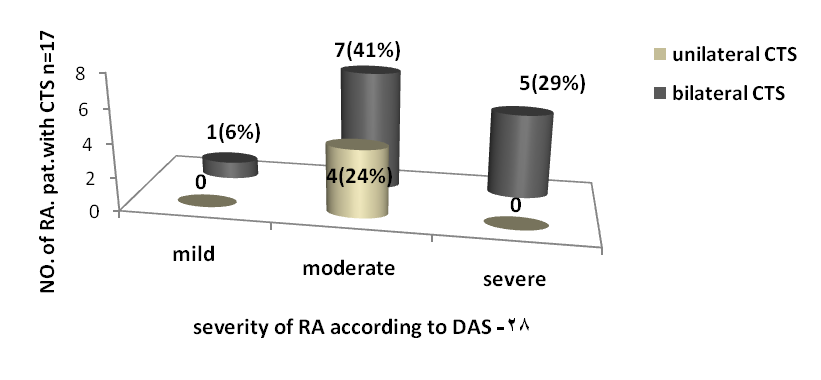 NO. of RA. pat.with CTS n=17
8
6
4
2
0
7(41%)
5(29%)
1(6%)
0
4(24%)
0
mild
moderate
severe
severity of RA according to DAS -٢٨
unilateral CTS
bilateral CTS